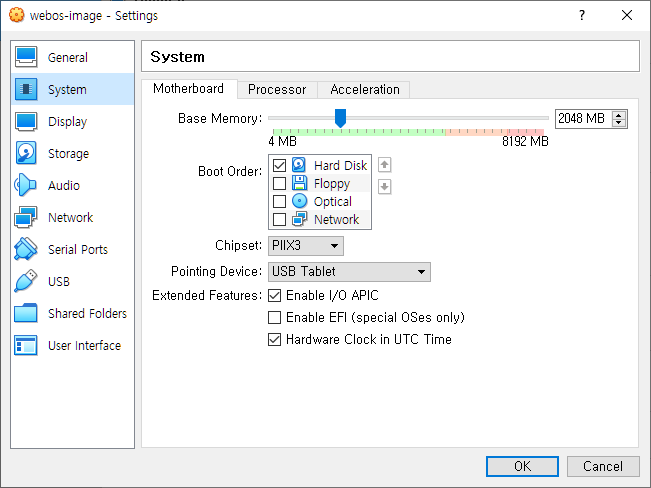 webos-image - Settings
General
System
Display
Storage
Audio
Network
Serial Ports
USB
Shared Folders
User Interface
System
Motherboard Processor Acceleration
Base Memory: 2048 MB
4 MB 8192 MB
Boot Order: Hard Disk
Floppy
Optical
Network
Chipset: PIIX3
Pointing Device: USB Tablet
Extended Features: Enable I/O APIC
Enable EFI (special OSes only)
Hardware Clock in UTC Time
OK Cancel